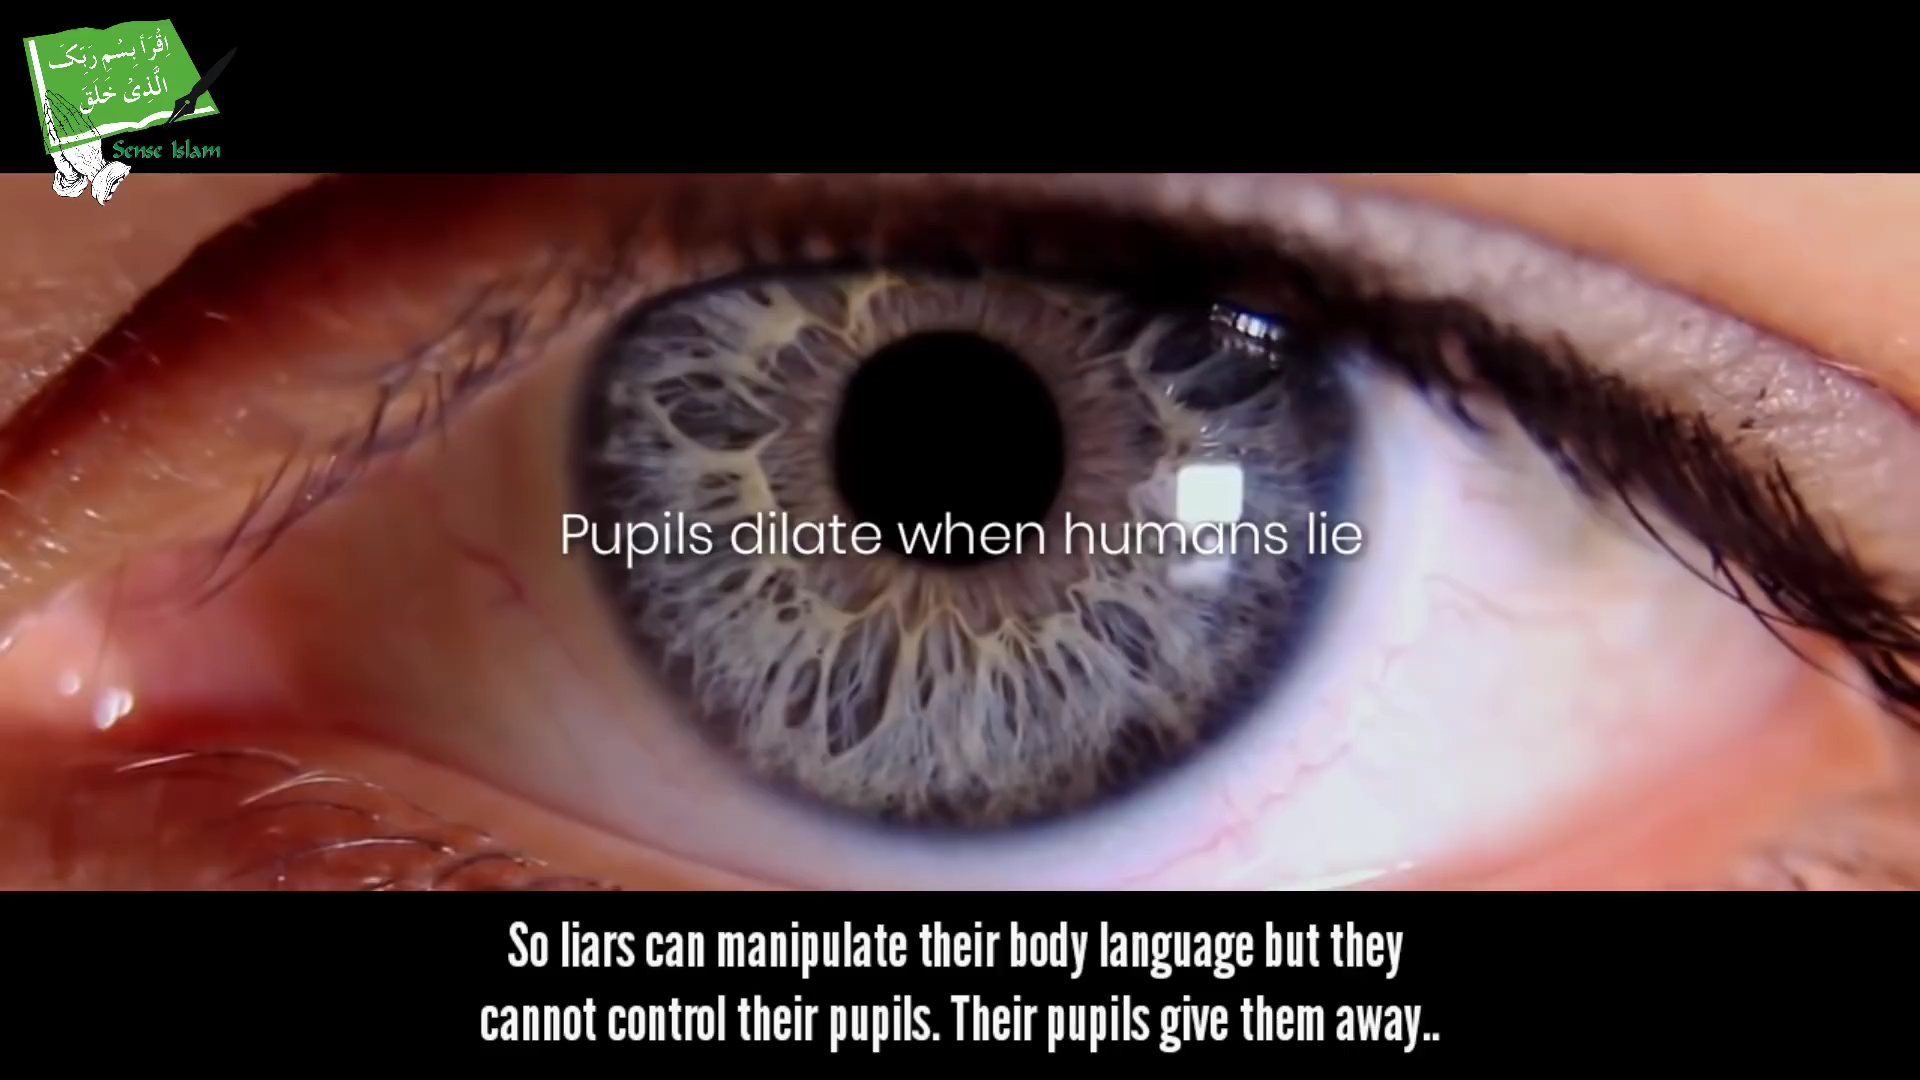 اِقْرَأْ بِسْمِ رَبِّكَ
الَّذِیْ خَلَقَ
Sense Islam
Pupils dilate when humans lie
So liars can manipulate their body language but they
cannot control their pupils. Their pupils give them away..